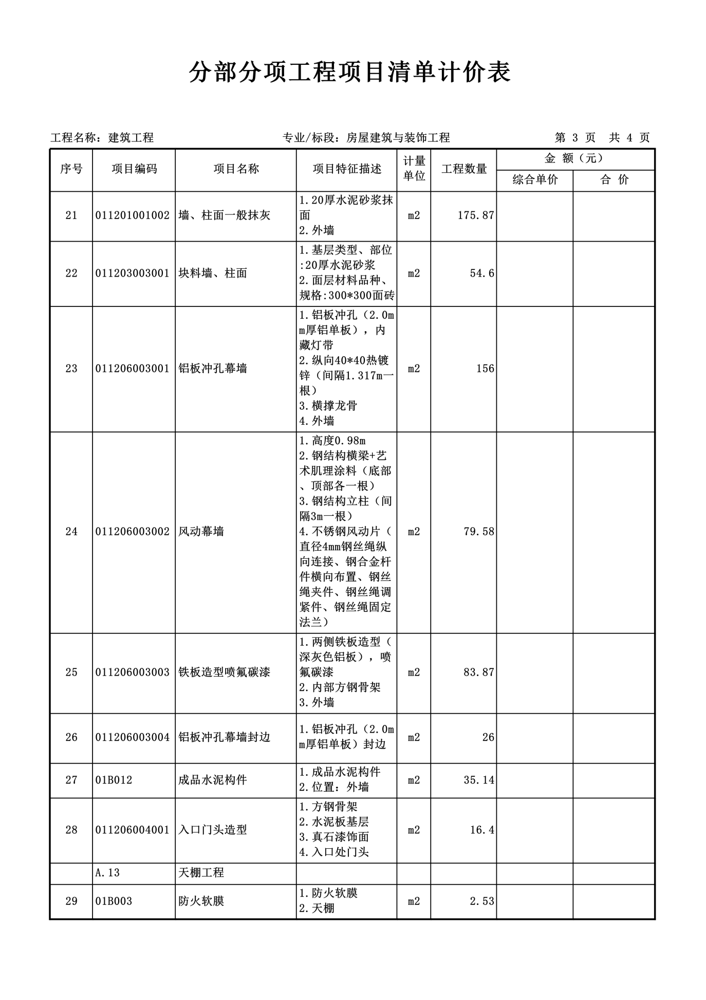 分部分项工程项目清单计价表
工程名称：建筑工程 专业/标段：房屋建筑与装饰工程 第 3 页 共 4 页
序号 项目编码 项目名称 项目特征描述 计量单位 工程数量 金 额（元）
综合单价 合 价
21 011201001002 墙、柱面一般抹灰
1.20厚水泥砂浆抹
面
2.外墙
m2 175.87
22 011203003001 块料墙、柱面
1.基层类型、部位
:20厚水泥砂浆
2.面层材料品种、
规格:300*300面砖
m2 54.6
23 011206003001 铝板冲孔幕墙
1.铝板冲孔（2.0m
m厚铝单板），内
藏灯带
2.纵向40*40热镀
锌（间隔1.317m一
根）
3.横撑龙骨
4.外墙
m2 156
24 011206003002 风动幕墙
1.高度0.98m
2.钢结构横梁+艺
术肌理涂料（底部
、顶部各一根）
3.钢结构立柱（间
隔3m一根）
4.不锈钢风动片（
直径4mm钢丝绳纵
向连接、钢合金杆
件横向布置、钢丝
绳夹件、钢丝绳调
紧件、钢丝绳固定
法兰）
m2 79.58
25 011206003003 铁板造型喷氟碳漆
1.两侧铁板造型（
深灰色铝板），喷
氟碳漆
2.内部方钢骨架
3.外墙
m2 83.87
26 011206003004 铝板冲孔幕墙封边
1.铝板冲孔（2.0m
m厚铝单板）封边
m2 26
27 01B012 成品水泥构件
1.成品水泥构件
2.位置：外墙
m2 35.14
28 011206004001 入口门头造型
1.方钢骨架
2.水泥板基层
3.真石漆饰面
4.入口处门头
m2 16.4
A.13 天棚工程
29 01B003 防火软膜
1.防火软膜
2.天棚
m2 2.53